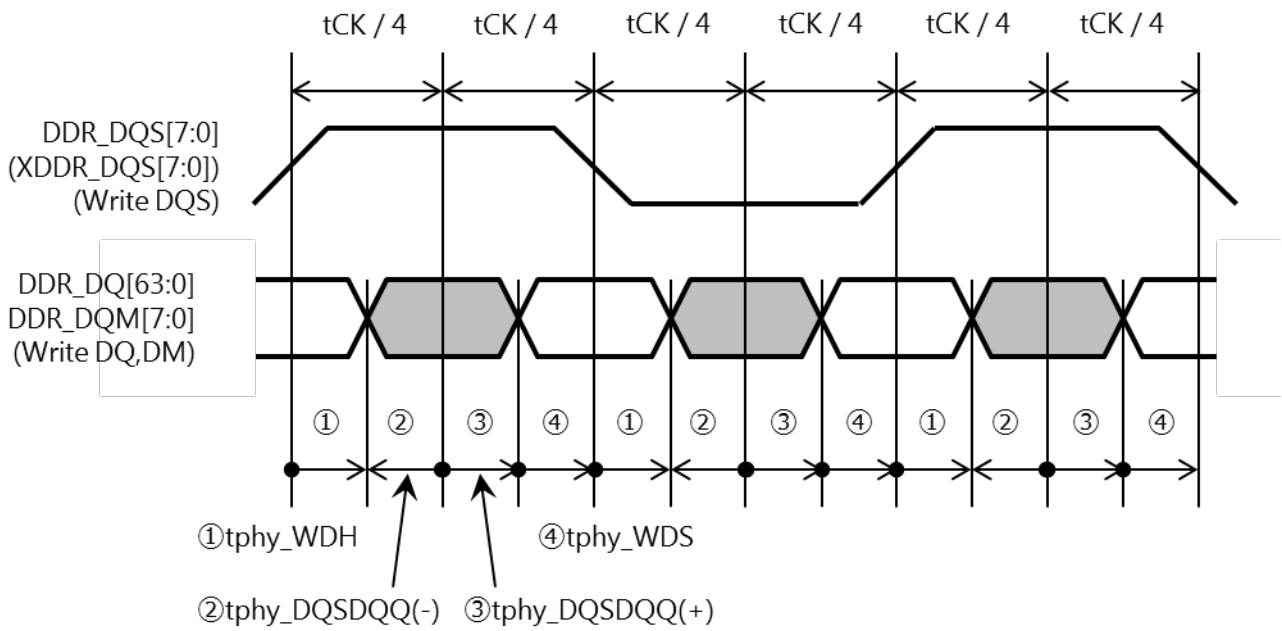 tCK / 4 tCK / 4 tCK / 4 tCK / 4 tCK / 4 tCK / 4
DDR_DQS[7:0]
(XDDR_DQS[7:0])
(Write DQS)
DDR_DQ[63:0]
DDR_DQM[7:0]
(Write DQ,DM)
① ② ③ ④ ① ② ③ ④ ① ② ③ ④
①tphy_WDH ④tphy_WDS
②tphy_DQSDQQ(-) ③tphy_DQSDQQ(+)